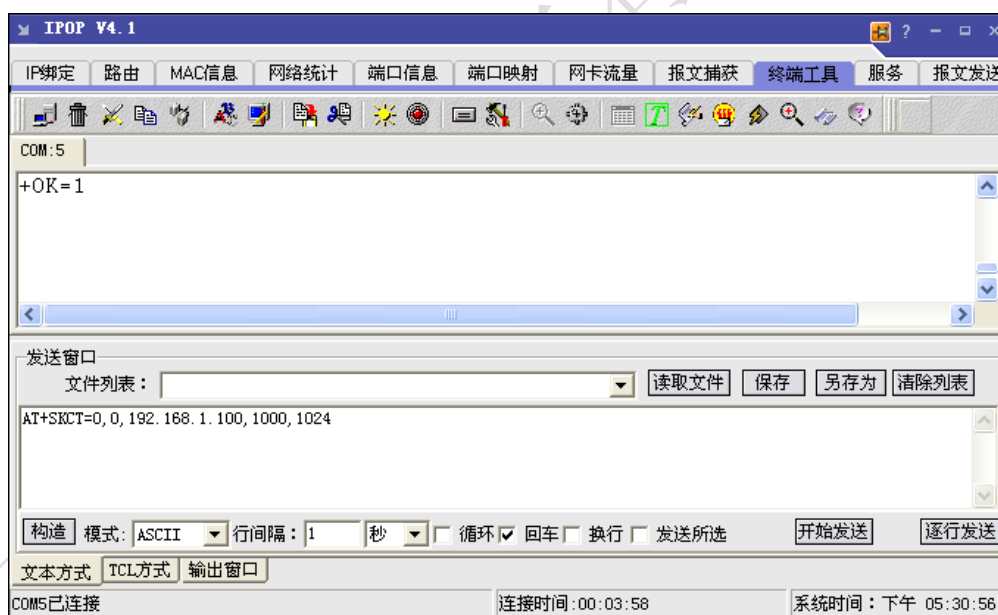 IPOP V4.1
IP绑定 路由 MAC信息 网络统计 端口信息 端口映射 网卡流量 报文捕获 终端工具 服务 报文发送
COM:5
+OK=1
发送窗口
文件列表： 读取文件 保存 另存为 清除列表
AT+SKCT=0,0,192.168.1.100,1000,1024
构造 模式: ASCII 行间隔：1 秒 循环 回车 换行 发送所选 开始发送 逐行发送
文本方式 TCL方式 输出窗口
COM5已连接 连接时间:00:03:58 系统时间：下午 05:30:56